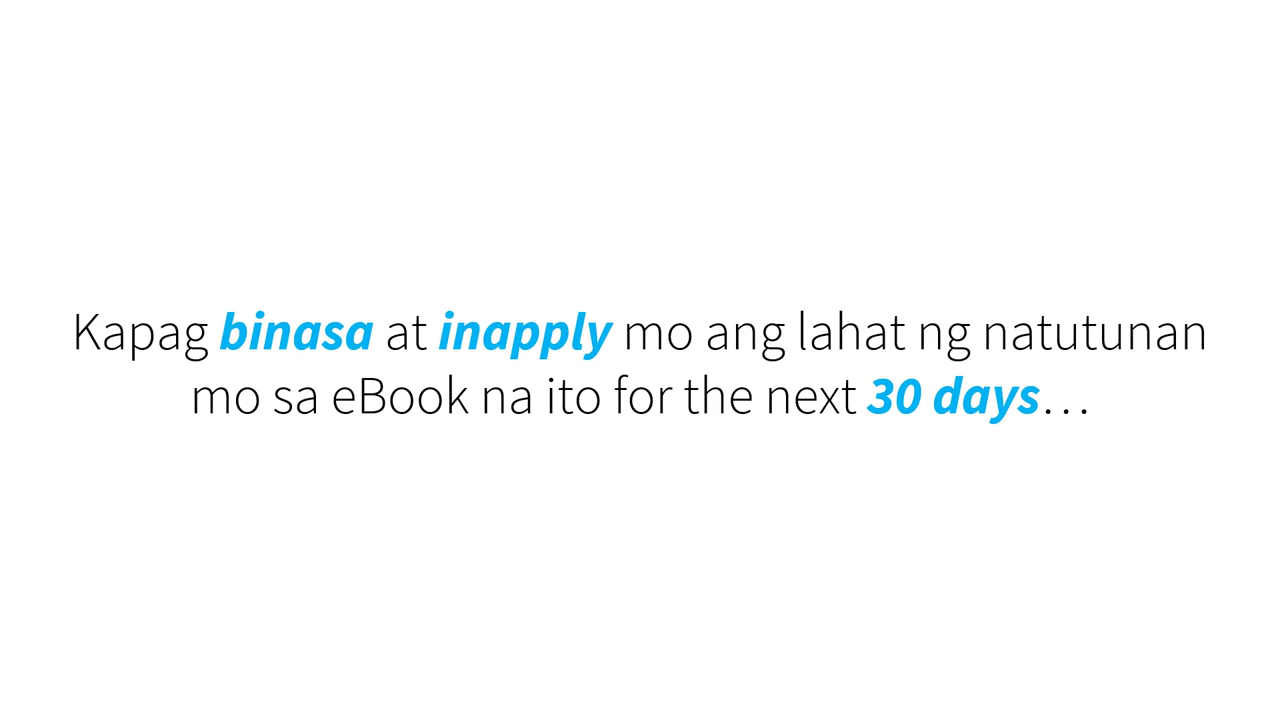 Kapag binasa at inapply mo ang lahat ng natutunan
mo sa eBook na ito for the next 30 days…